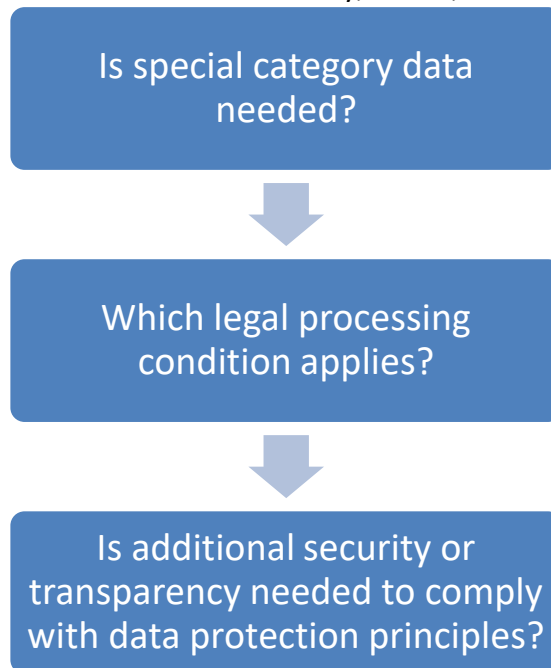 Is special category data
needed?
Which legal processing
condition applies?
Is additional security or
transparency needed to comply
with data protection principles?